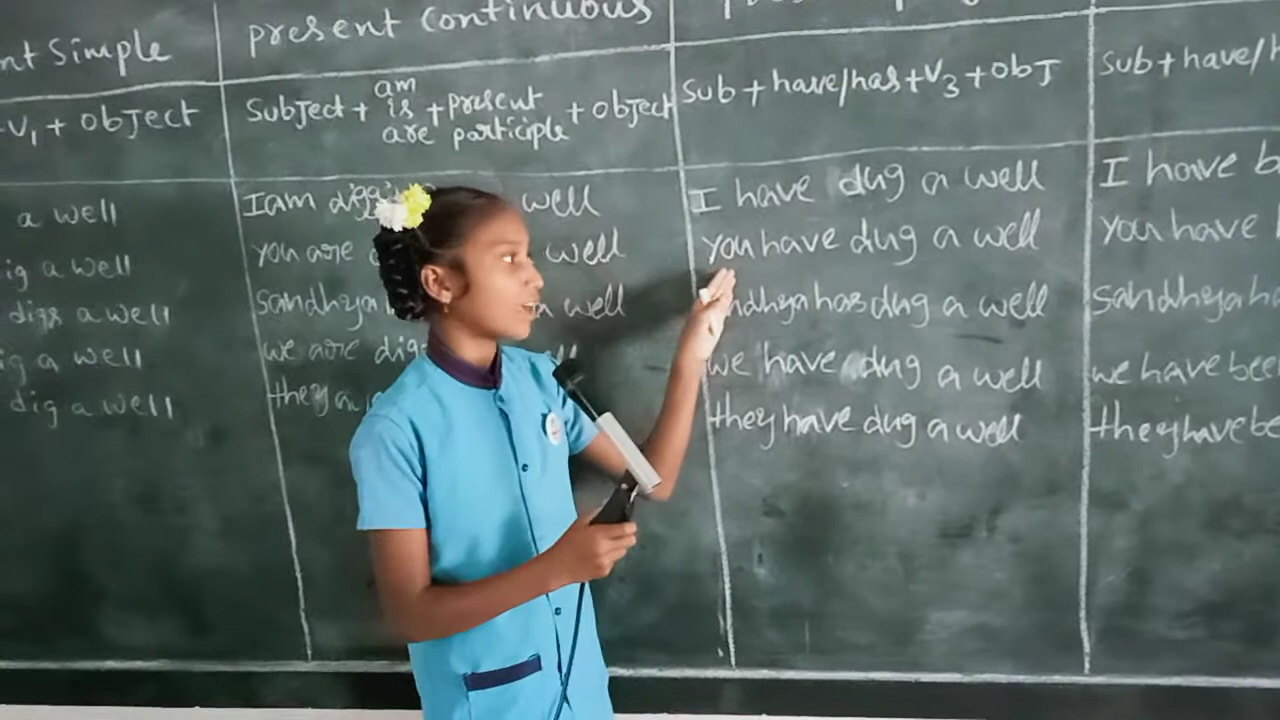 nt Simple
present continuous
V₁ + object
Subject + am is are + present participle + object
Sub + have/has + V₃ + obj
Sub + have/h
a well
I am well
I have dug a well
I have b
ig a well
you are well
you have dug a well
you have
digs a well
sandhya a well
ndhya has dug a well
Sandhya ha
ig a well
we are dig
we have dug a well
we have bee
dig a well
they a
they have dug a well
they have be